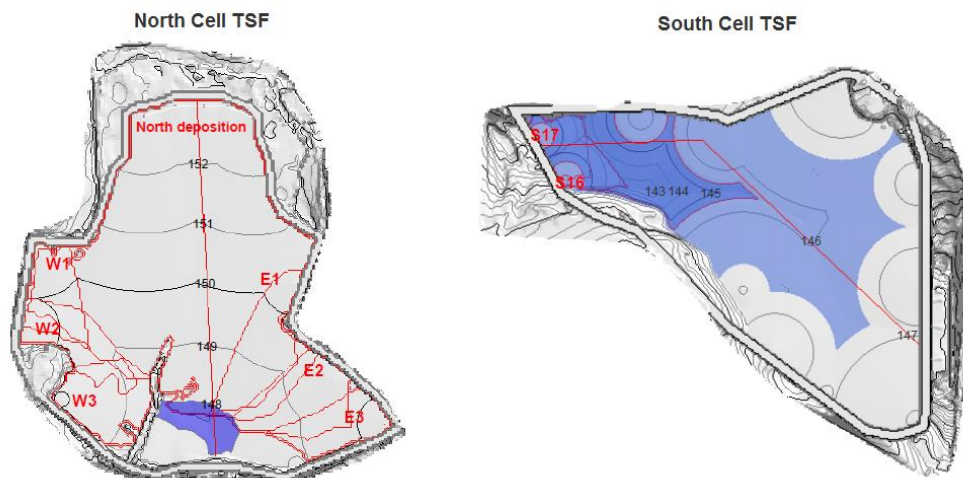 North Cell TSF
South Cell TSF
North deposition
152
151
W1
E1
150
W2
149
E2
W3
148
E3
S17
S16
143 144 145
146
147